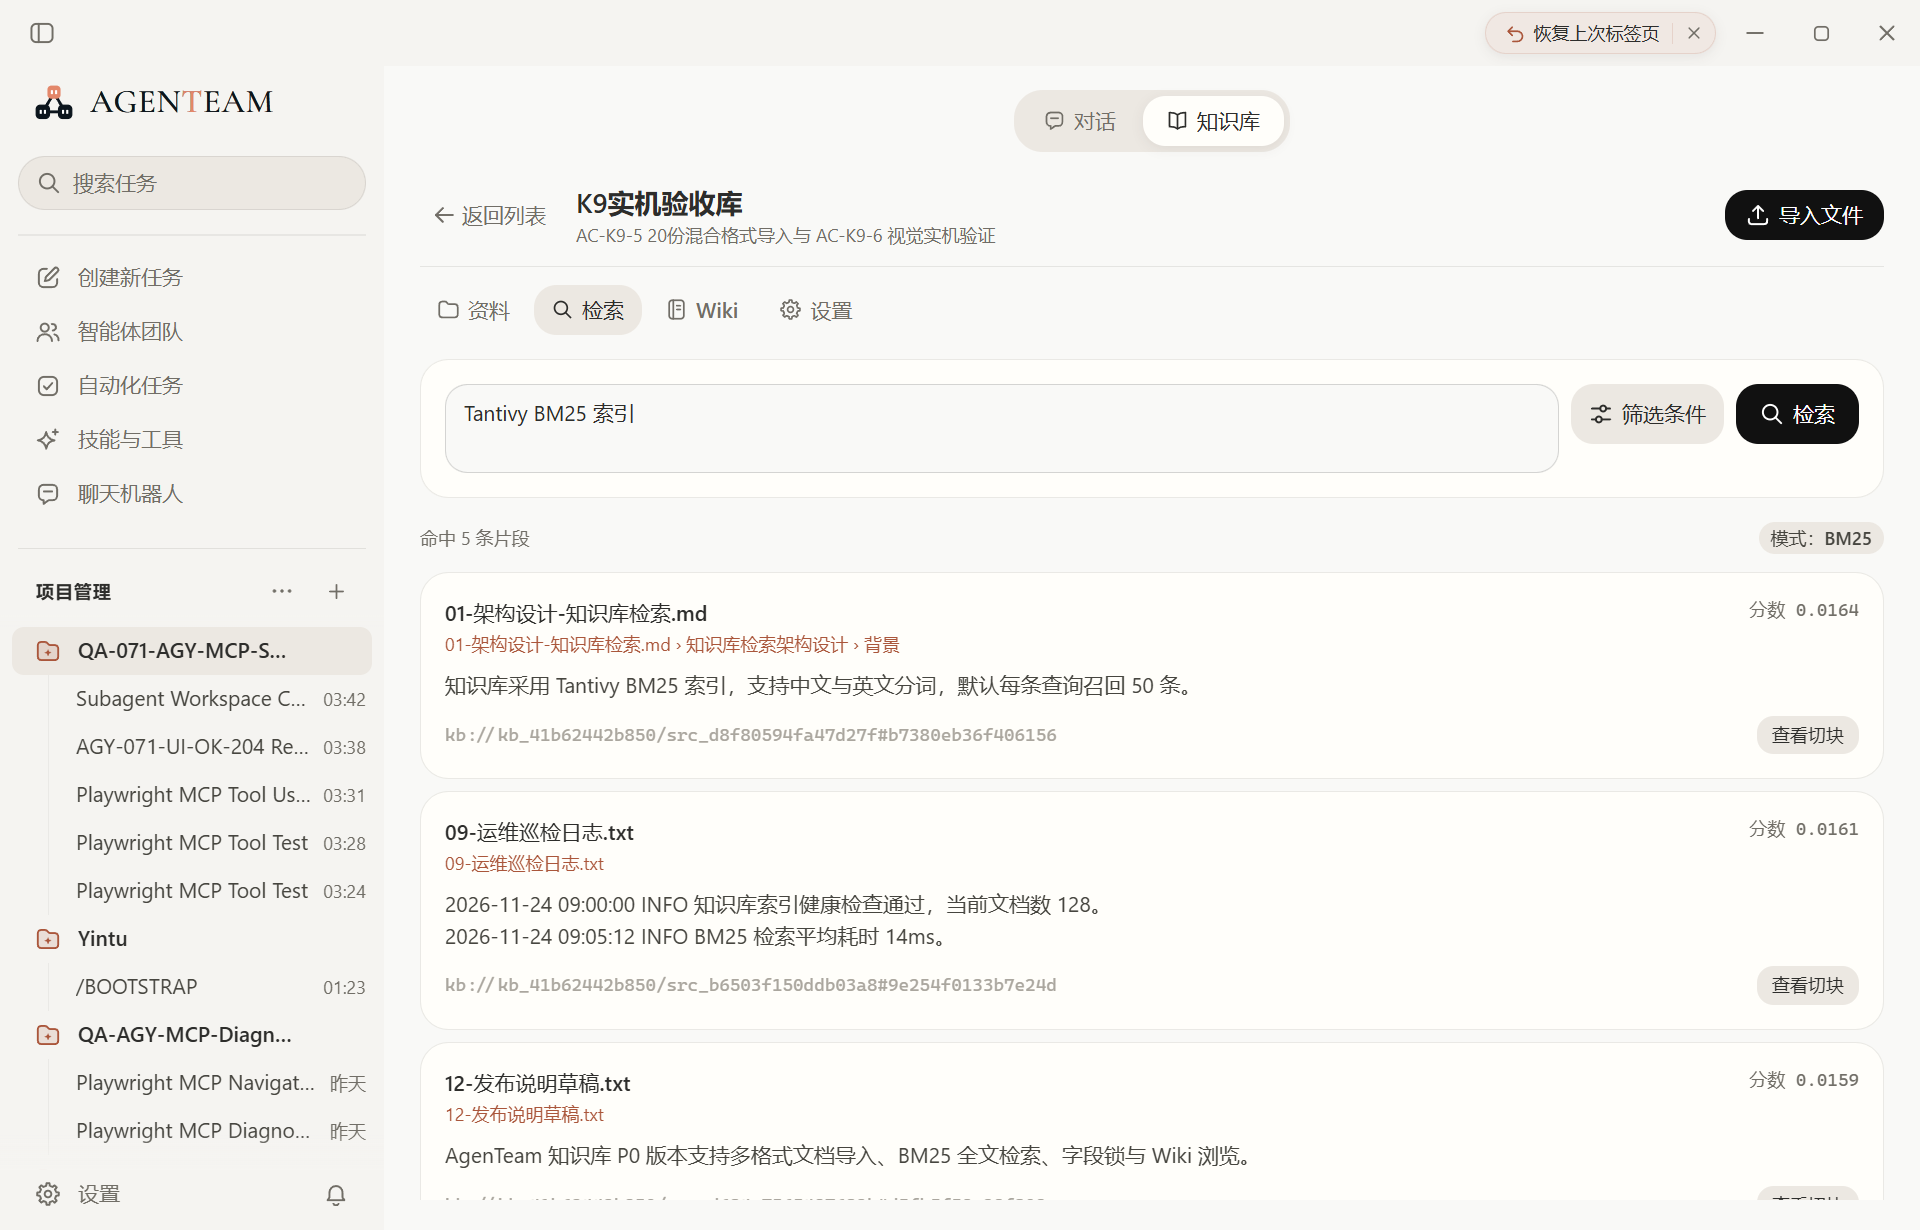 恢复上次标签页
AGENTEAM
搜索任务
创建新任务
智能体团队
自动化任务
技能与工具
聊天机器人
项目管理
QA-071-AGY-MCP-S...
Subagent Workspace C... 03:42
AGY-071-UI-OK-204 Re... 03:38
Playwright MCP Tool Us... 03:31
Playwright MCP Tool Test 03:28
Playwright MCP Tool Test 03:24
Yintu
/BOOTSTRAP 01:23
QA-AGY-MCP-Diagn...
Playwright MCP Navigat... 昨天
Playwright MCP Diagno... 昨天
设置
对话 知识库
返回列表
K9实机验收库
AC-K9-5 20份混合格式导入与 AC-K9-6 视觉实机验证
导入文件
资料 检索 Wiki 设置
Tantivy BM25 索引
筛选条件 检索
命中 5 条片段
模式：BM25
01-架构设计-知识库检索.md
分数 0.0164
01-架构设计-知识库检索.md › 知识库检索架构设计 › 背景
知识库采用 Tantivy BM25 索引，支持中文与英文分词，默认每条查询召回 50 条。
kb://kb_41b62442b850/src_d8f80594fa47d27f#b7380eb36f406156
查看切块
09-运维巡检日志.txt
分数 0.0161
09-运维巡检日志.txt
2026-11-24 09:00:00 INFO 知识库索引健康检查通过，当前文档数 128。
2026-11-24 09:05:12 INFO BM25 检索平均耗时 14ms。
kb://kb_41b62442b850/src_b6503f150ddb03a8#9e254f0133b7e24d
查看切块
12-发布说明草稿.txt
分数 0.0159
12-发布说明草稿.txt
AgenTeam 知识库 P0 版本支持多格式文档导入、BM25 全文检索、字段锁与 Wiki 浏览。